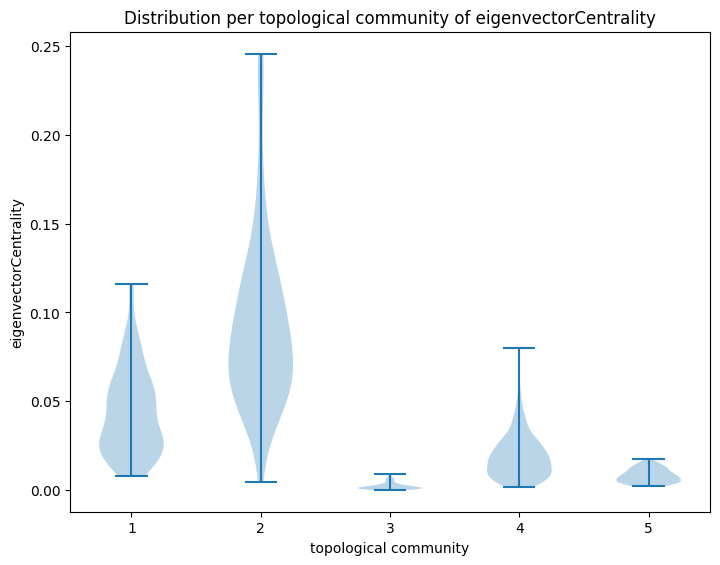 Distribution per topological community of eigenvectorCentrality
0.25
0.20
0.15
0.10
0.05
0.00
eigenvectorCentrality
1 2 3 4 5
topological community